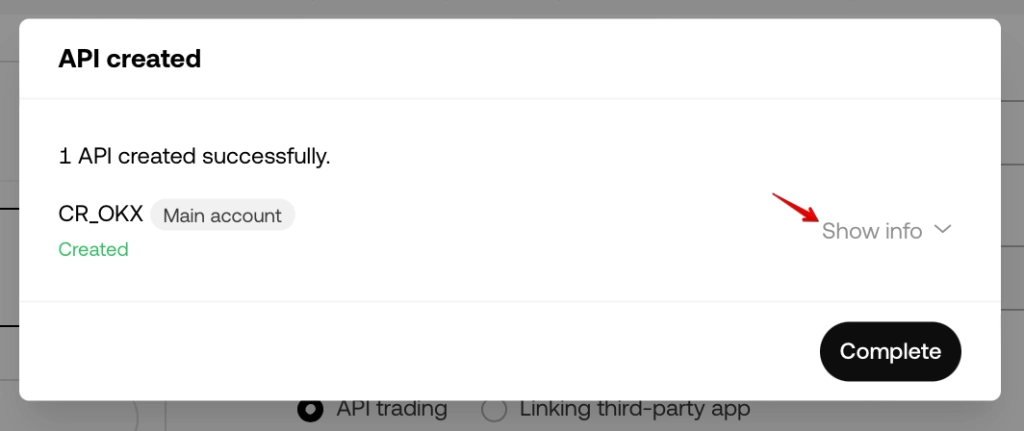 API created
1 API created successfully.
CR_OKX Main account
Created
Show info
Complete
API trading Linking third-party app